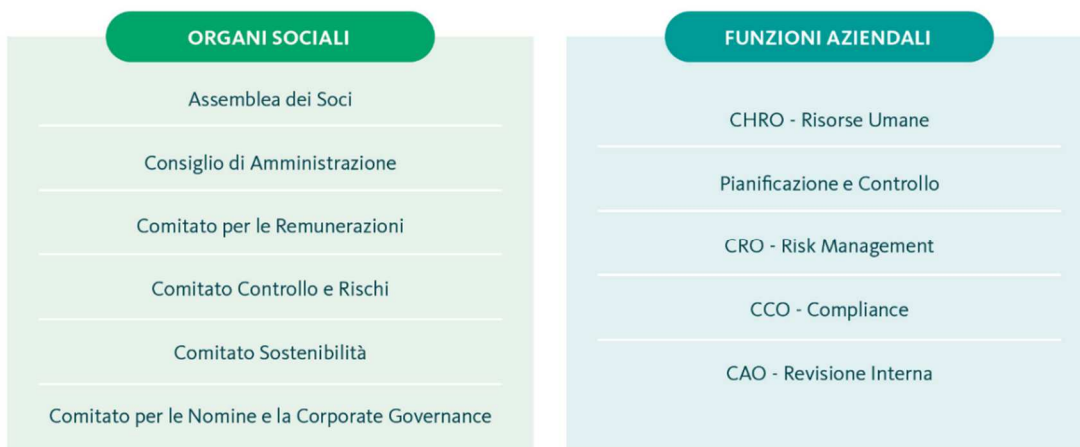 ORGANI SOCIALI
Assemblea dei Soci
Consiglio di Amministrazione
Comitato per le Remunerazioni
Comitato Controllo e Rischi
Comitato Sostenibilità
Comitato per le Nomine e la Corporate Governance
FUNZIONI AZIENDALI
CHRO - Risorse Umane
Pianificazione e Controllo
CRO - Risk Management
CCO - Compliance
CAO - Revisione Interna